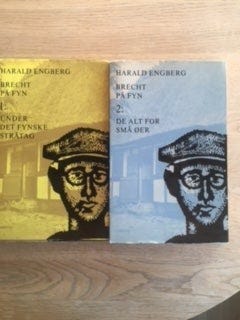 HARALD ENGBERG
BRECHT
PÅ FYN
1:
UNDER
DET FYNSKE
STRÅTAG
HARALD ENGBERG
BRECHT
PÅ FYN
2:
DE ALT FOR
SMÅ ØER